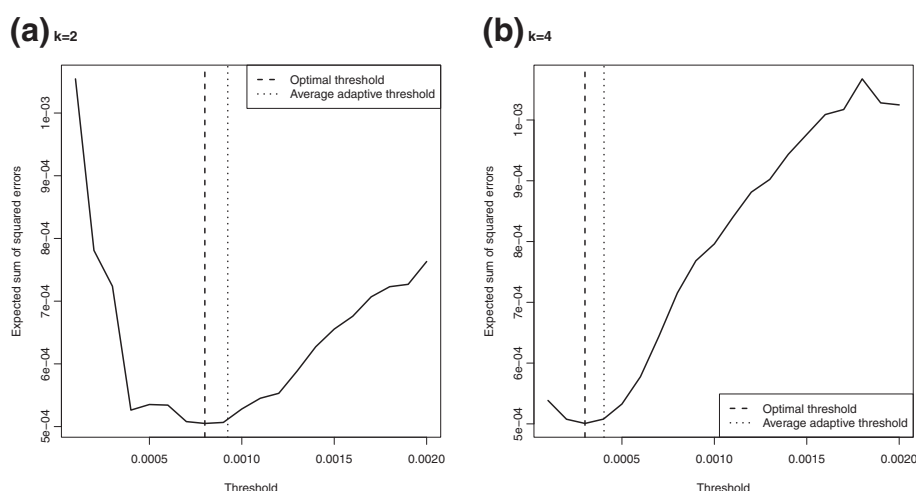 (a) k=2
Optimal threshold
Average adaptive threshold
Expected sum of squared errors
1e−03
9e−04
8e−04
7e−04
6e−04
5e−04
0.0005 0.0010 0.0015 0.0020
Threshold
(b) k=4
Expected sum of squared errors
1e−03
9e−04
8e−04
7e−04
6e−04
5e−04
Optimal threshold
Average adaptive threshold
0.0005 0.0010 0.0015 0.0020
Threshold